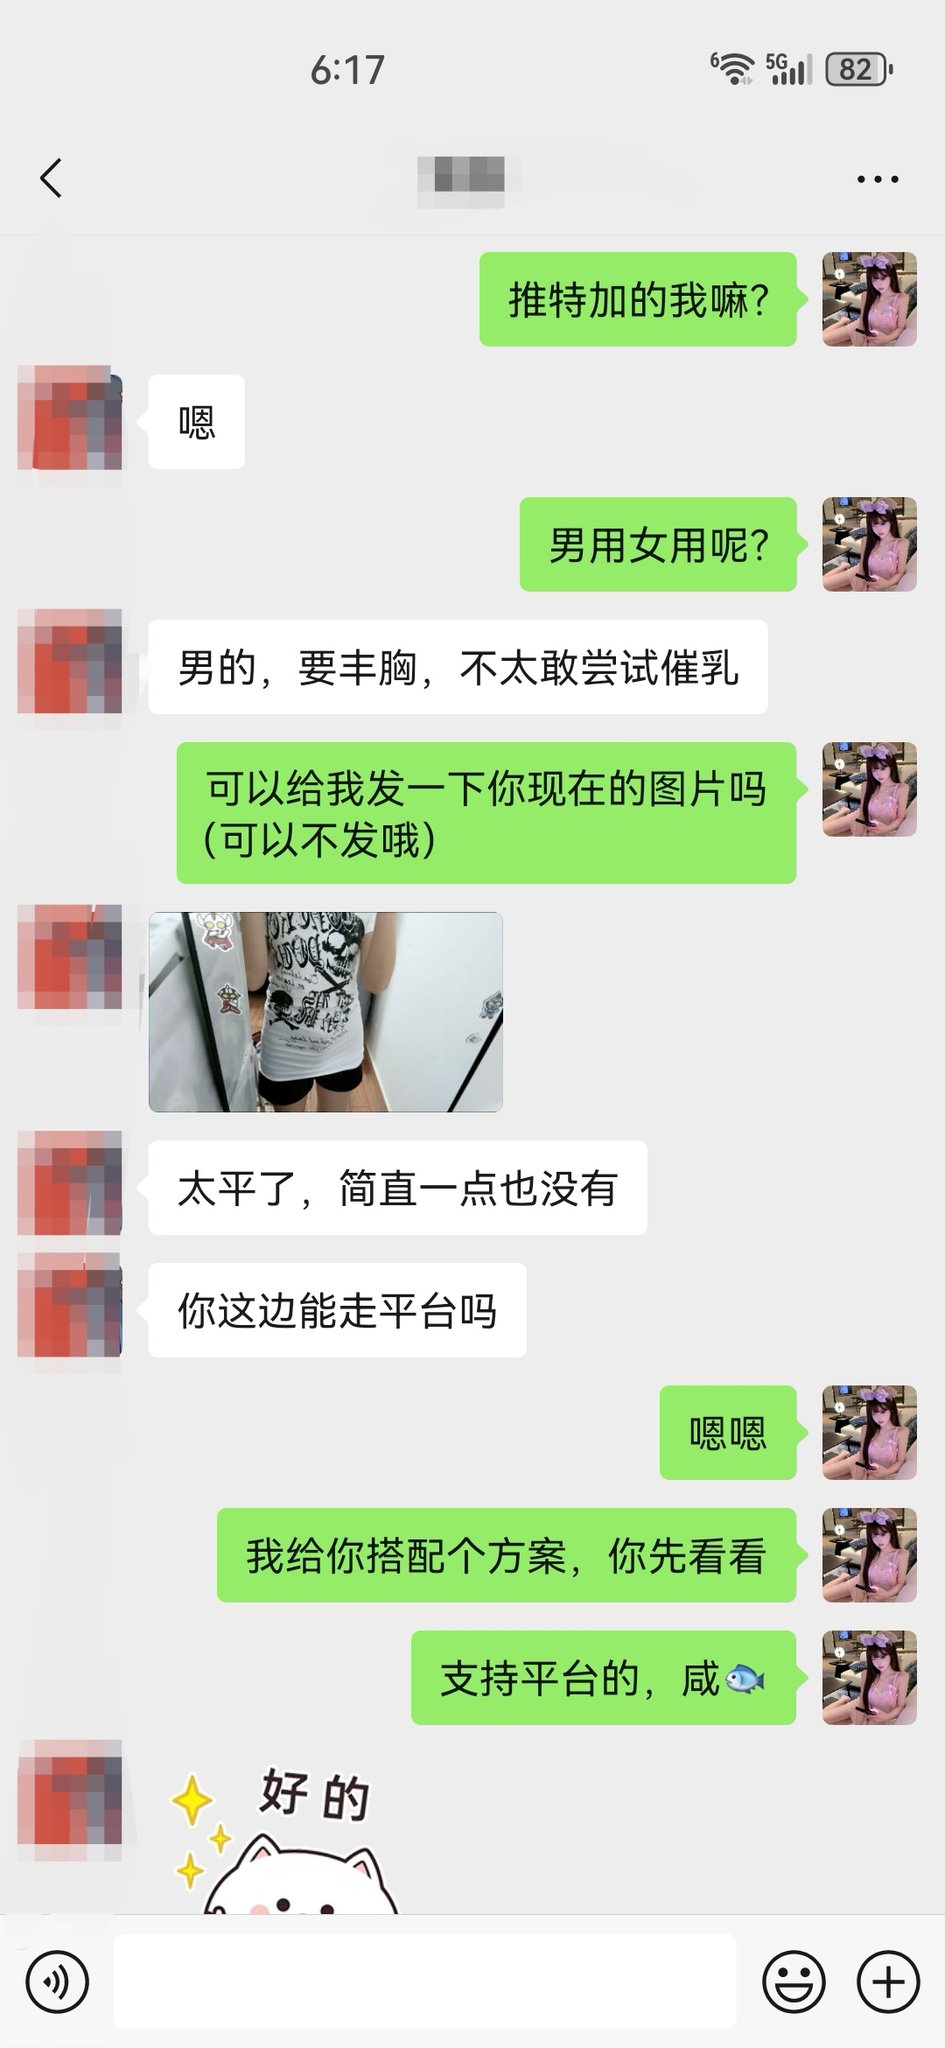 6:17
6
5G
82
推特加的我嘛?
嗯
男用女用呢?
男的，要丰胸，不太敢尝试催乳
可以给我发一下你现在的图片吗
(可以不发哦)
太平了，简直一点也没有
你这边能走平台吗
嗯嗯
我给你搭配个方案，你先看看
支持平台的，咸🐟
好的